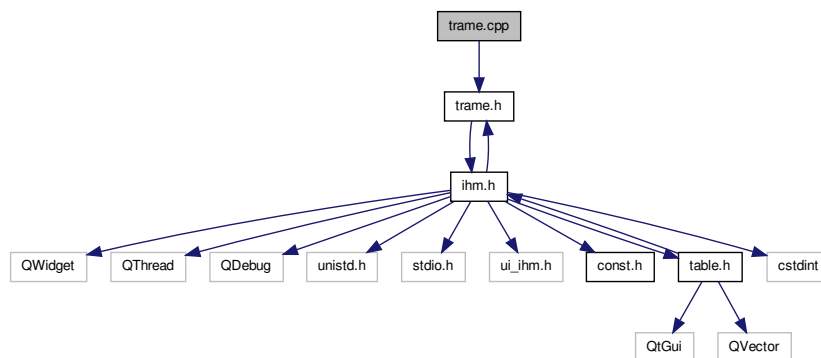 trame.cpp
trame.h
ihm.h
QWidget
QThread
QDebug
unistd.h
stdio.h
ui_ihm.h
const.h
table.h
cstdint
QtGui
QVector